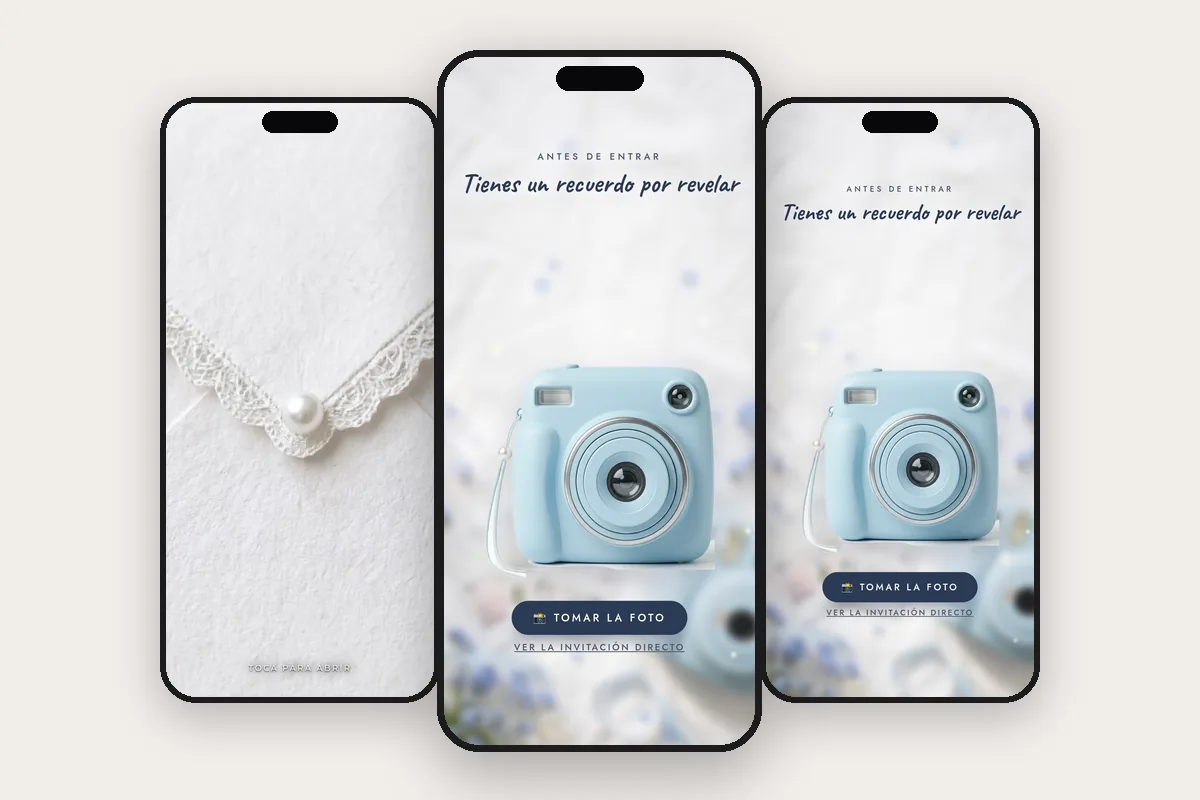 TOCA PARA ABRIR
ANTES DE ENTRAR
Tienes un recuerdo por revelar
📸 TOMAR LA FOTO
VER LA INVITACIÓN DIRECTO
ANTES DE ENTRAR
Tienes un recuerdo por revelar
📸 TOMAR LA FOTO
VER LA INVITACIÓN DIRECTO